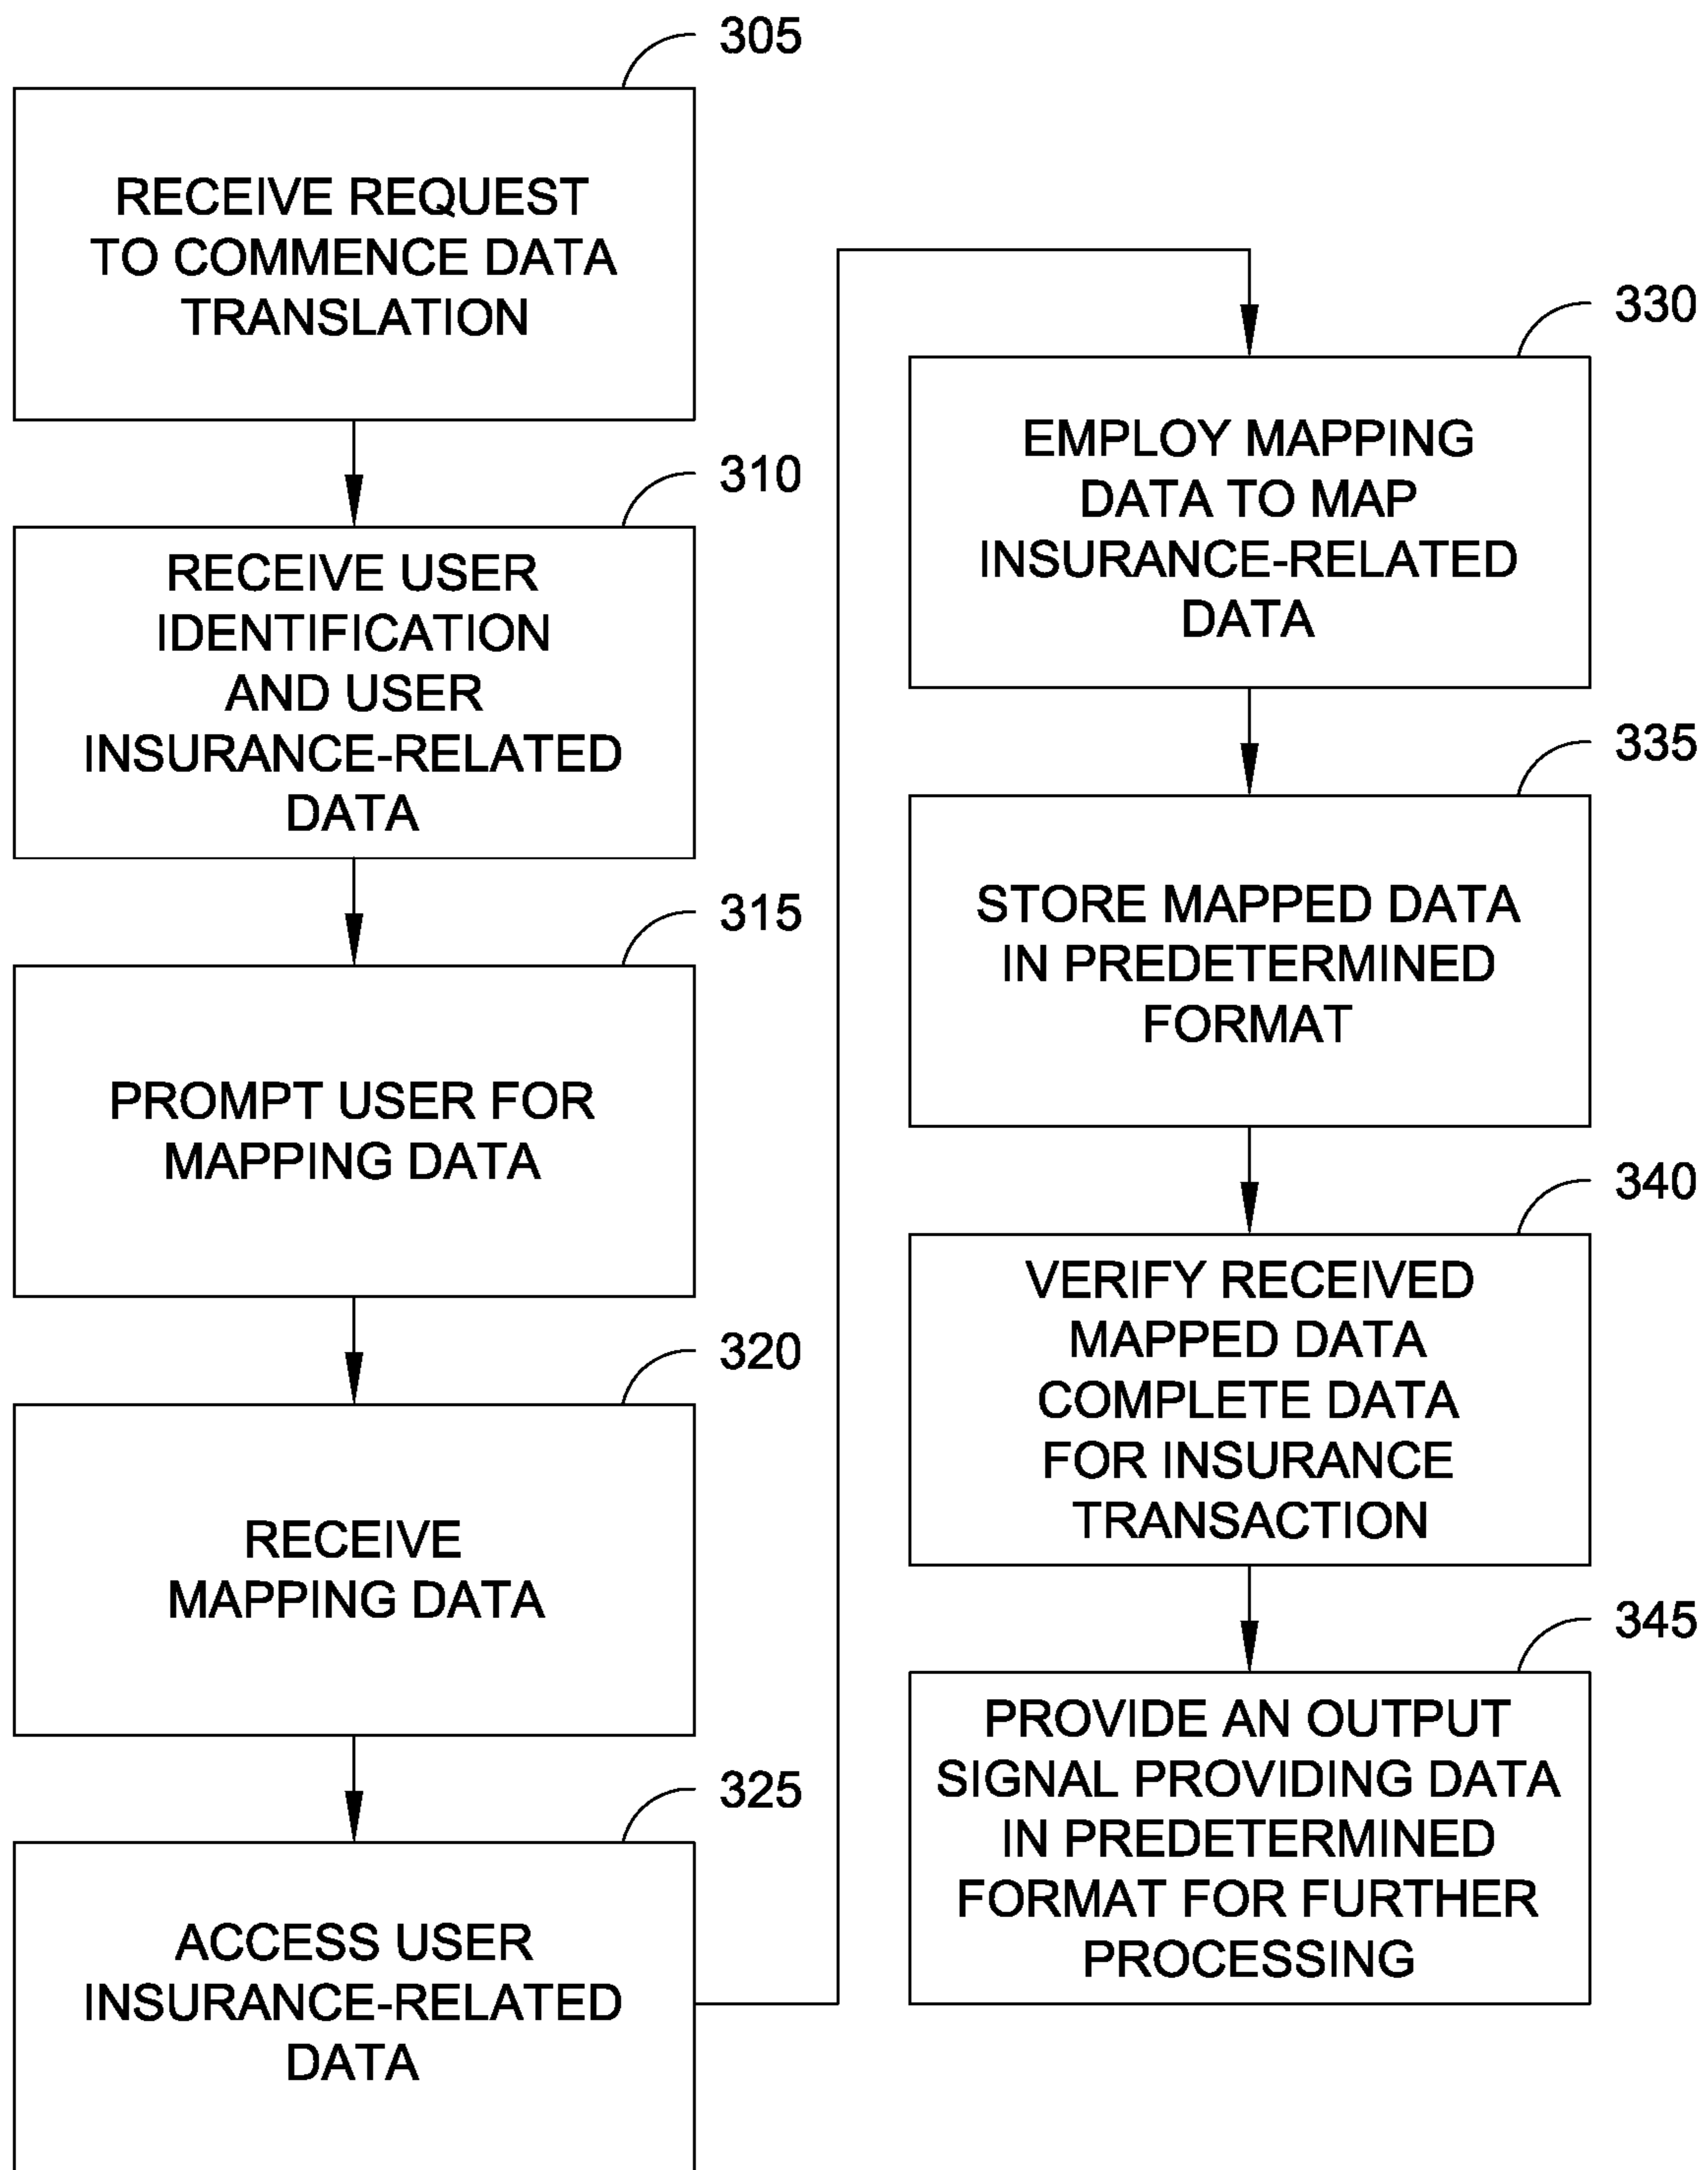 305
RECEIVE REQUEST
TO COMMENCE DATA
TRANSLATION
310
RECEIVE USER
IDENTIFICATION
AND USER
INSURANCE-RELATED
DATA
315
PROMPT USER FOR
MAPPING DATA
320
RECEIVE
MAPPING DATA
325
ACCESS USER
INSURANCE-RELATED
DATA
330
EMPLOY MAPPING
DATA TO MAP
INSURANCE-RELATED
DATA
335
STORE MAPPED DATA
IN PREDETERMINED
FORMAT
340
VERIFY RECEIVED
MAPPED DATA
COMPLETE DATA
FOR INSURANCE
TRANSACTION
345
PROVIDE AN OUTPUT
SIGNAL PROVIDING DATA
IN PREDETERMINED
FORMAT FOR FURTHER
PROCESSING